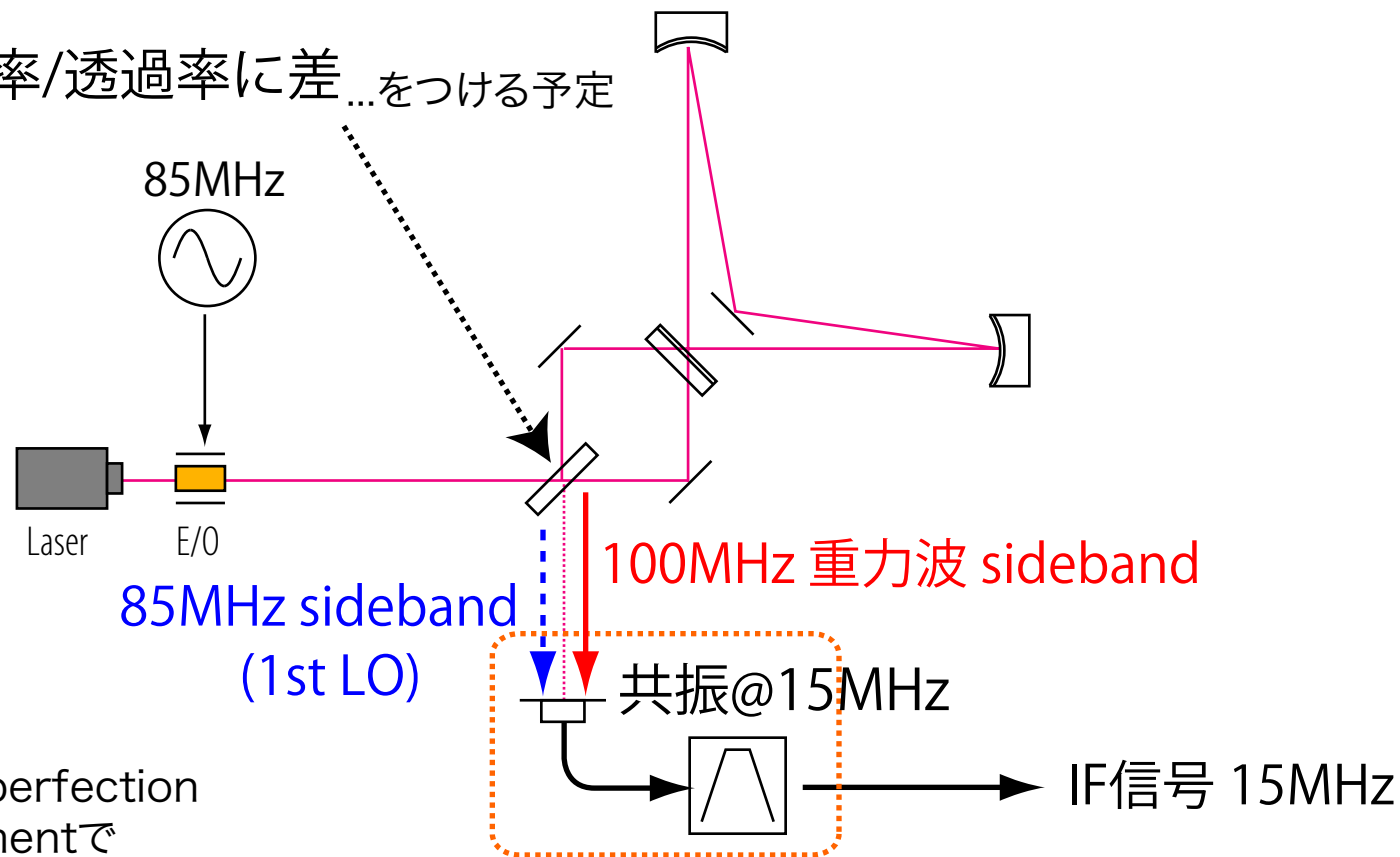 率/透過率に差...をつける予定
85MHz
Laser
E/O
100MHz 重力波 sideband
85MHz sideband
(1st LO)
共振@15MHz
IF信号 15MHz
perfection
mentで